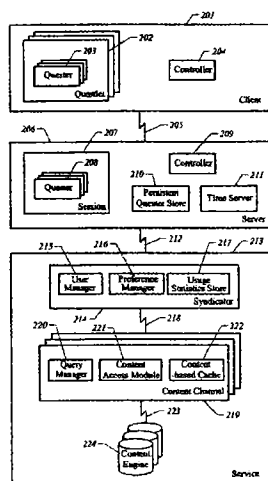 201
202
203
204
Quester
Controller
Client
205
206
207
209
208
Controller
210
211
Quester
Persistent
Quester Store
Time Server
Session
Server
212
213
215
216
217
User
Manager
Preference
Manager
Usage
Statistics Store
Syndicator
214
218
220
221
222
Query
Manager
Content
Access Module
Content
-based Cache
Content Channel
219
223
224
Content
Engine
Service